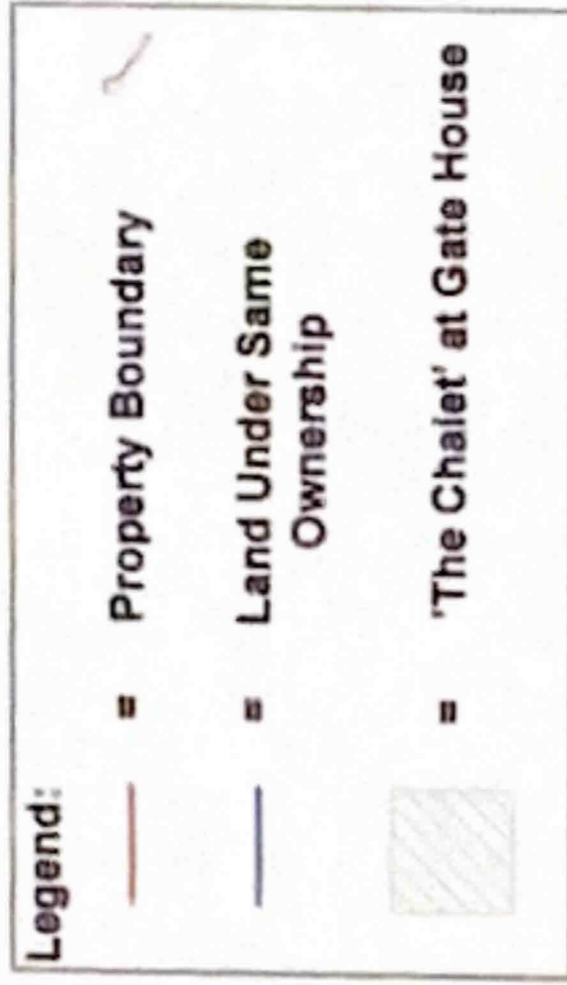 Legend:
= Property Boundary
= Land Under Same
Ownership
= 'The Chalet' at Gate House